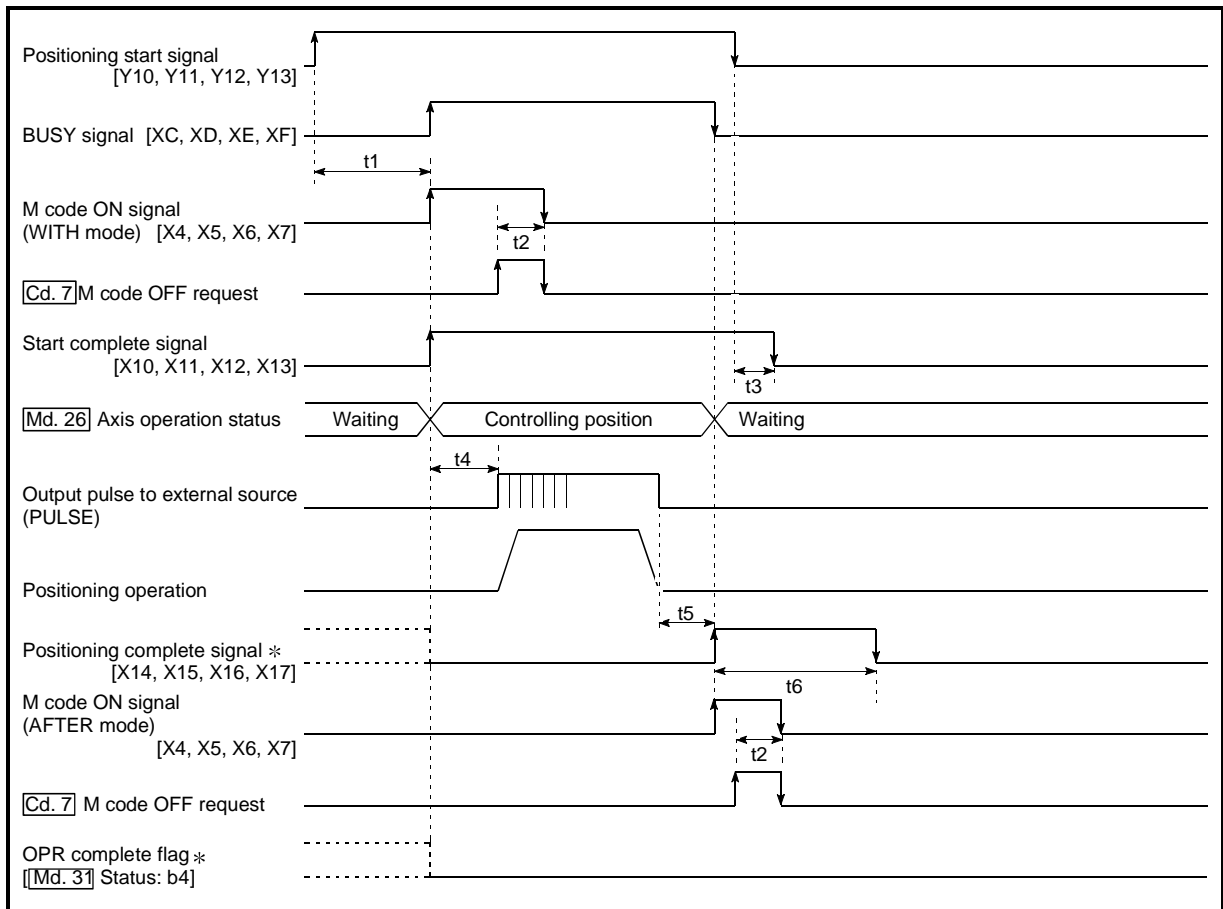 Positioning start signal
[Y10, Y11, Y12, Y13]
BUSY signal [XC, XD, XE, XF]
t1
M code ON signal
(WITH mode) [X4, X5, X6, X7]
t2
Cd. 7 M code OFF request
Start complete signal
[X10, X11, X12, X13]
t3
Md. 26 Axis operation status
Waiting
Controlling position
Waiting
t4
Output pulse to external source
(PULSE)
Positioning operation
t5
Positioning complete signal *
[X14, X15, X16, X17]
t6
M code ON signal
(AFTER mode)
[X4, X5, X6, X7]
t2
Cd. 7 M code OFF request
OPR complete flag *
[Md. 31 Status: b4]